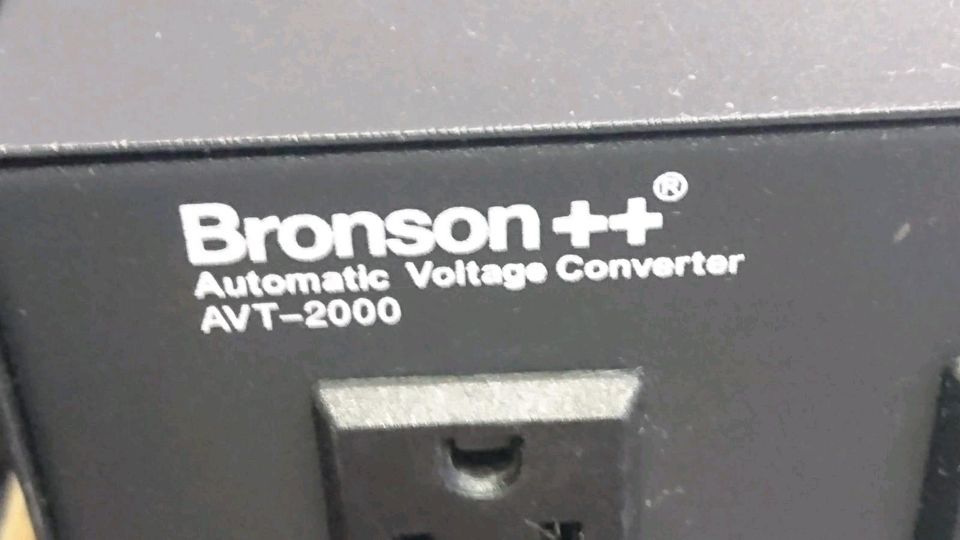 Bronson++®
Automatic Voltage Converter
AVT-2000